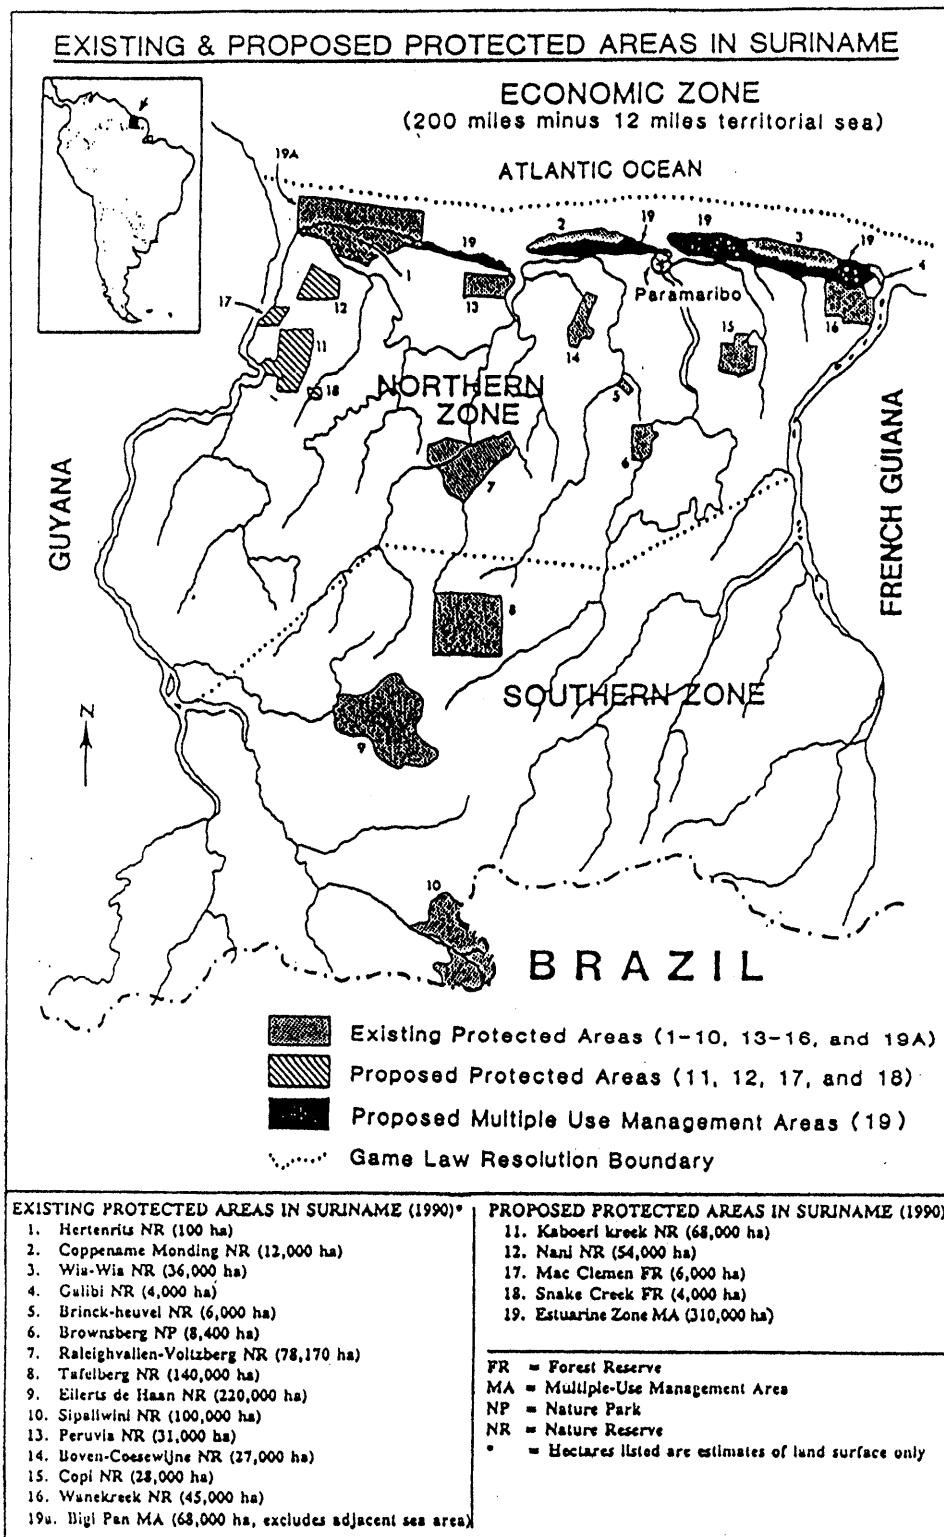 EXISTING & PROPOSED PROTECTED AREAS IN SURINAME
ECONOMIC ZONE
(200 miles minus 12 miles territorial sea)
ATLANTIC OCEAN
19A
2
19
19
3
19
4
19
1
Paramaribo
17
12
13
16
11
14
15
18
NORTHERN
ZONE
5
6
7
GUYANA
FRENCH GUIANA
8
SOUTHERN ZONE
N
9
10
BRAZIL
Existing Protected Areas (1-10, 13-16, and 19A)
Proposed Protected Areas (11, 12, 17, and 18)
Proposed Multiple Use Management Areas (19)
Game Law Resolution Boundary
EXISTING PROTECTED AREAS IN SURINAME (1990)*
1. Hertenrits NR (100 ha)
2. Coppename Monding NR (12,000 ha)
3. Wia-Wia NR (36,000 ha)
4. Galibi NR (4,000 ha)
5. Brinck-heuvel NR (6,000 ha)
6. Brownsberg NP (8,400 ha)
7. Raleighvallen-Voltzberg NR (78,170 ha)
8. Tafelberg NR (140,000 ha)
9. Eilerts de Haan NR (220,000 ha)
10. Sipaliwini NR (100,000 ha)
13. Peruvia NR (31,000 ha)
14. Boven-Coesewijne NR (27,000 ha)
15. Copi NR (28,000 ha)
16. Wanekreek NR (45,000 ha)
19a. Bigi Pan MA (68,000 ha, excludes adjacent sea area)
PROPOSED PROTECTED AREAS IN SURINAME (1990)
11. Kaboeri kreek NR (68,000 ha)
12. Nani NR (54,000 ha)
17. Mac Clemen FR (6,000 ha)
18. Snake Creek FR (4,000 ha)
19. Estuarine Zone MA (310,000 ha)
FR = Forest Reserve
MA = Multiple-Use Management Area
NP = Nature Park
NR = Nature Reserve
* = Hectares listed are estimates of land surface only